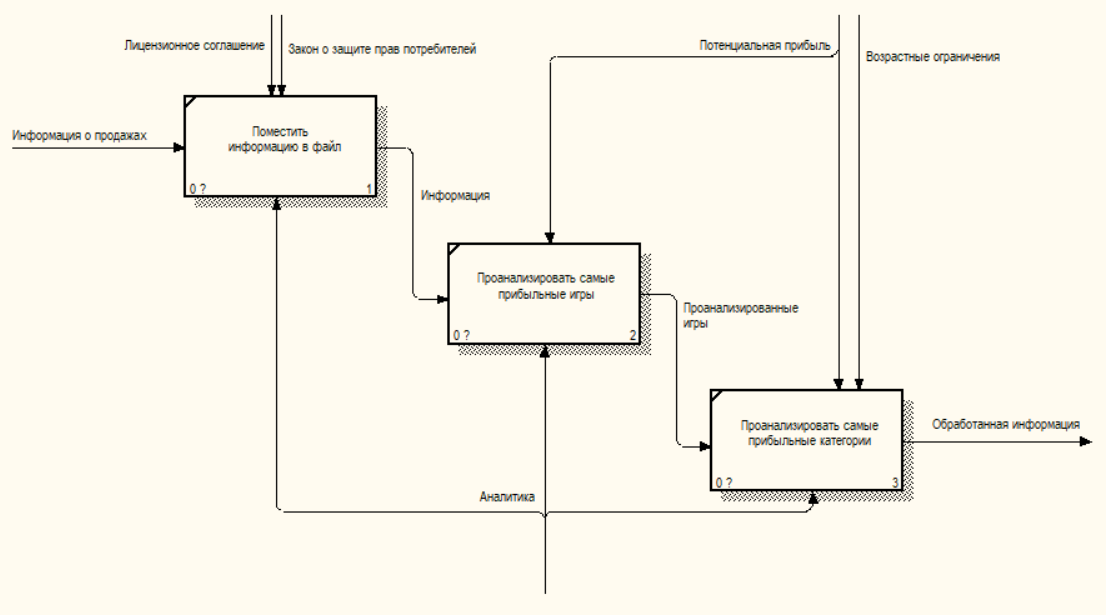 Лицензионное соглашение
Закон о защите прав потребителей
Потенциальная прибыль
Возрастные ограничения
Информация о продажах
Поместить
информацию в файл
0 ?
1
Информация
Проанализировать самые
прибыльные игры
0 ?
2
Проанализированные
игры
Проанализировать самые
прибыльные категории
0 ?
3
Обработанная информация
Аналитика